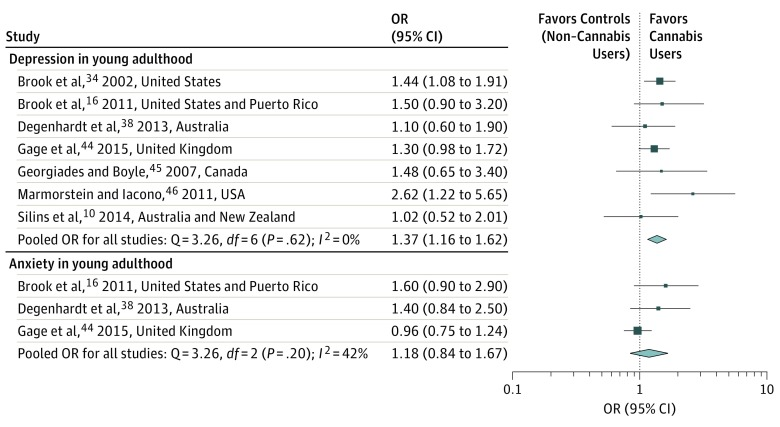 Study
OR
(95% CI)
Favors Controls
(Non-Cannabis
Users)
Favors
Cannabis
Users
Depression in young adulthood
Brook et al,34 2002, United States 1.44 (1.08 to 1.91)
Brook et al,16 2011, United States and Puerto Rico 1.50 (0.90 to 3.20)
Degenhardt et al,38 2013, Australia 1.10 (0.60 to 1.90)
Gage et al,44 2015, United Kingdom 1.30 (0.98 to 1.72)
Georgiades and Boyle,45 2007, Canada 1.48 (0.65 to 3.40)
Marmorstein and Iacono,46 2011, USA 2.62 (1.22 to 5.65)
Silins et al,10 2014, Australia and New Zealand 1.02 (0.52 to 2.01)
Pooled OR for all studies: Q = 3.26, df = 6 (P = .62); I2 = 0% 1.37 (1.16 to 1.62)
Anxiety in young adulthood
Brook et al,16 2011, United States and Puerto Rico 1.60 (0.90 to 2.90)
Degenhardt et al,38 2013, Australia 1.40 (0.84 to 2.50)
Gage et al,44 2015, United Kingdom 0.96 (0.75 to 1.24)
Pooled OR for all studies: Q = 3.26, df = 2 (P = .20); I2 = 42% 1.18 (0.84 to 1.67)
0.1 1 10
OR (95% CI)